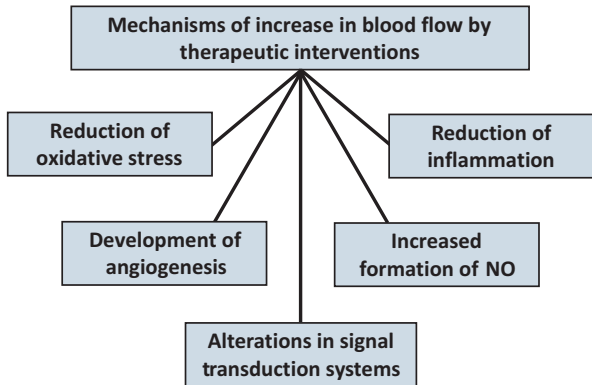 Mechanisms of increase in blood flow by
therapeutic interventions
Reduction of
oxidative stress
Reduction of
inflammation
Development of
angiogenesis
Increased
formation of NO
Alterations in signal
transduction systems